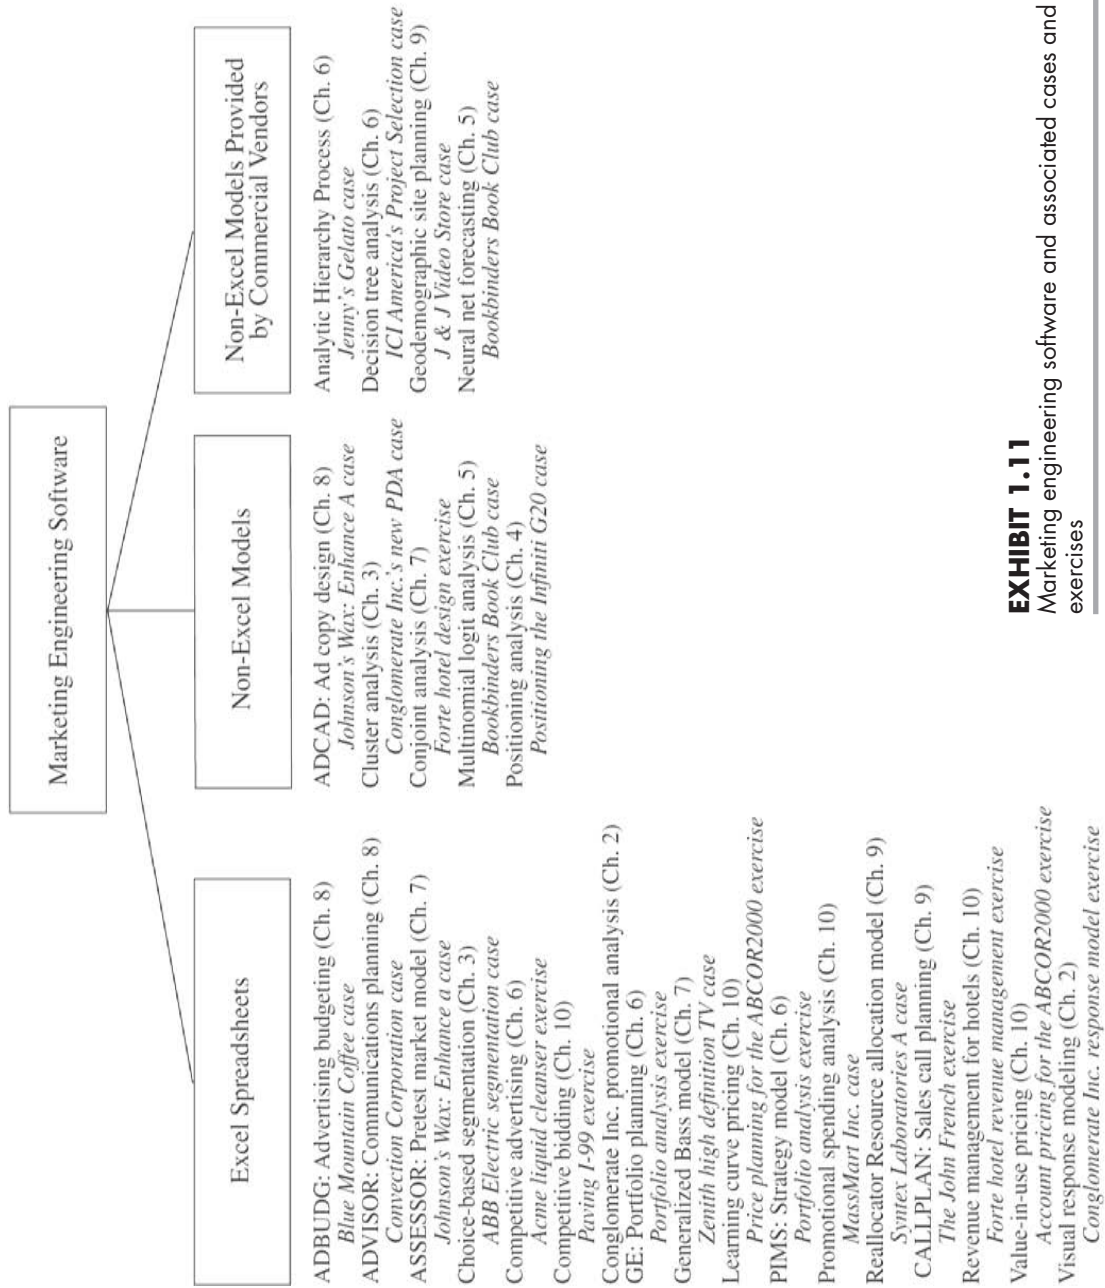 Marketing Engineering Software
Excel Spreadsheets
ADBUDG: Advertising budgeting (Ch. 8)
Blue Mountain Coffee case
ADVISOR: Communications planning (Ch. 8)
Convection Corporation case
ASSESSOR: Pretest market model (Ch. 7)
Johnson's Wax: Enhance a case
Choice-based segmentation (Ch. 3)
ABB Electric segmentation case
Competitive advertising (Ch. 6)
Acme liquid cleanser exercise
Competitive bidding (Ch. 10)
Paving I-99 exercise
Conglomerate Inc. promotional analysis (Ch. 2)
GE: Portfolio planning (Ch. 6)
Portfolio analysis exercise
Generalized Bass model (Ch. 7)
Zenith high definition TV case
Learning curve pricing (Ch. 10)
Price planning for the ABCOR2000 exercise
PIMS: Strategy model (Ch. 6)
Portfolio analysis exercise
Promotional spending analysis (Ch. 10)
MassMart Inc. case
Reallocator Resource allocation model (Ch. 9)
Syntex Laboratories A case
CALLPLAN: Sales call planning (Ch. 9)
The John French exercise
Revenue management for hotels (Ch. 10)
Forte hotel revenue management exercise
Value-in-use pricing (Ch. 10)
Account pricing for the ABCOR2000 exercise
Visual response modeling (Ch. 2)
Conglomerate Inc. response model exercise
Non-Excel Models
ADCAD: Ad copy design (Ch. 8)
Johnson's Wax: Enhance A case
Cluster analysis (Ch. 3)
Conglomerate Inc.'s new PDA case
Conjoint analysis (Ch. 7)
Forte hotel design exercise
Multinomial logit analysis (Ch. 5)
Bookbinders Book Club case
Positioning analysis (Ch. 4)
Positioning the Infiniti G20 case
Non-Excel Models Provided
by Commercial Vendors
Analytic Hierarchy Process (Ch. 6)
Jenny's Gelato case
Decision tree analysis (Ch. 6)
ICI America's Project Selection case
Geodemographic site planning (Ch. 9)
J & J Video Store case
Neural net forecasting (Ch. 5)
Bookbinders Book Club case
EXHIBIT 1.11
Marketing engineering software and associated cases and
exercises